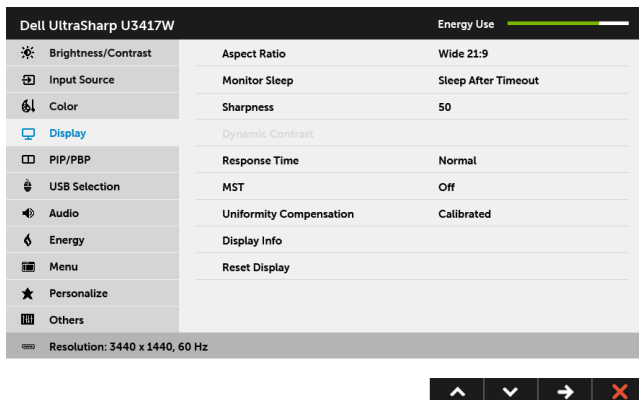 Dell UltraSharp U3417W Energy Use
Brightness/Contrast Aspect Ratio Wide 21:9
Input Source Monitor Sleep Sleep After Timeout
Color Sharpness 50
Display Dynamic Contrast
PIP/PBP Response Time Normal
USB Selection MST Off
Audio Uniformity Compensation Calibrated
Energy Display Info
Menu Reset Display
Personalize
Others
Resolution: 3440 x 1440, 60 Hz